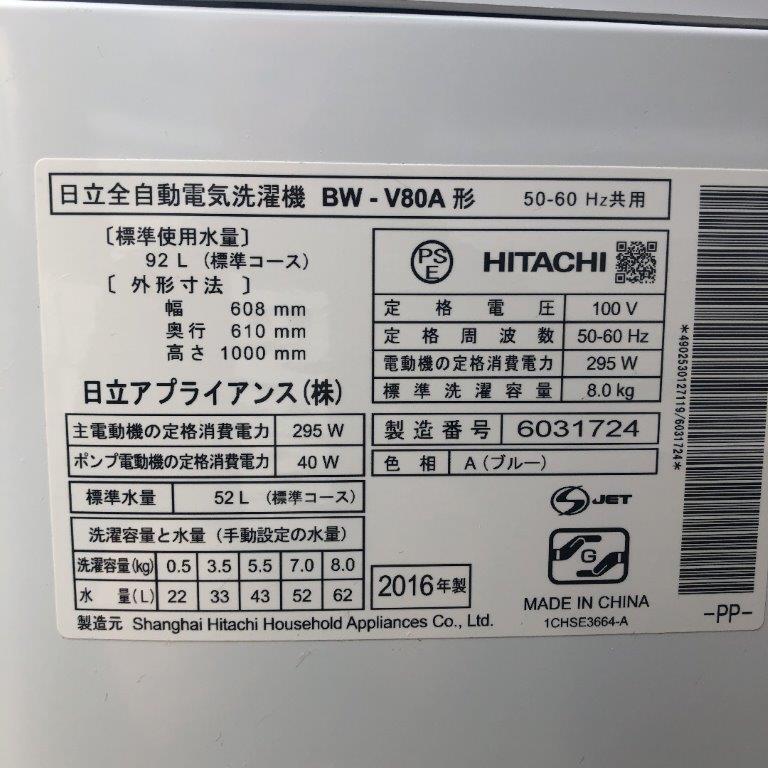 日立全自動電気洗濯機 BW - V80A 形 50-60 Hz共用
〔標準使用水量〕
92 L (標準コース)
〔 外形寸法 〕
幅 608 mm
奥行 610 mm
高さ 1000 mm
日立アプライアンス(株)
主電動機の定格消費電力 295 W
ポンプ電動機の定格消費電力 40 W
標準水量 52 L (標準コース)
洗濯容量と水量 (手動設定の水量)
洗濯容量(kg) 0.5 3.5 5.5 7.0 8.0
水 量(L) 22 33 43 52 62
製造元 Shanghai Hitachi Household Appliances Co., Ltd.
PS
E
HITACHI
定格電圧 100 V
定格周波数 50-60 Hz
電動機の定格消費電力 295 W
標準洗濯容量 8.0 kg
製造番号 6031724
色相 A (ブルー)
S JET
G
2016年製
MADE IN CHINA
1CHSE3664-A
*4902530127119/6031724*
-PP-